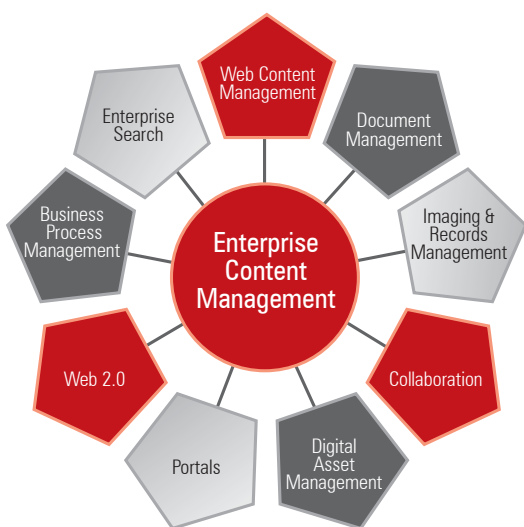 Web Content
Management
Document
Management
Imaging &
Records
Management
Collaboration
Digital
Asset
Management
Portals
Web 2.0
Business
Process
Management
Enterprise
Search
Enterprise
Content
Management